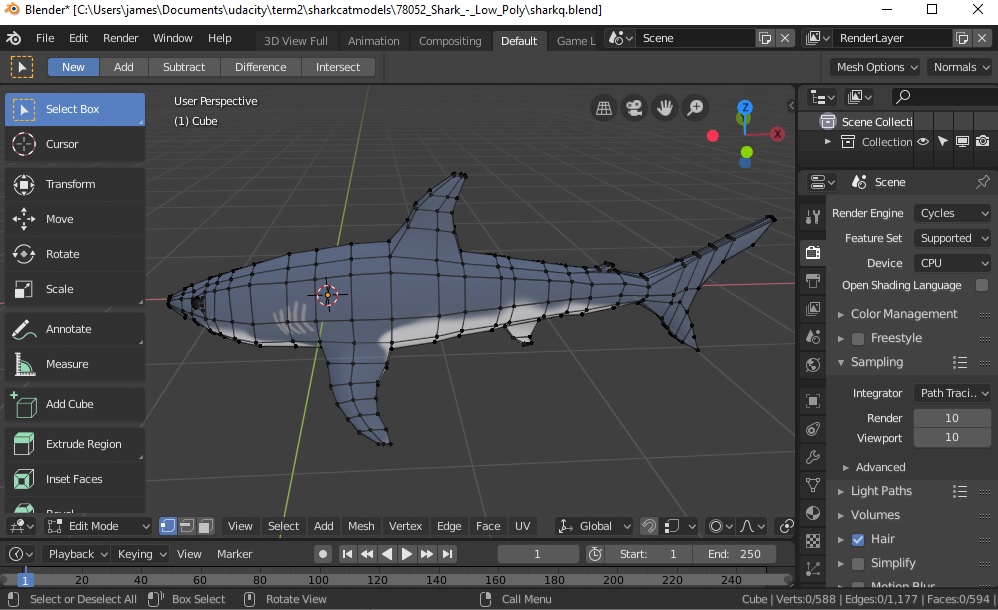 Blender* [C:\Users\james\Documents\udacity\term2\sharkcatmodels\78052_Shark_-_Low_Poly\sharkq.blend]
File Edit Render Window Help 3D View Full Animation Compositing Default Game L Scene RenderLayer
New Add Subtract Difference Intersect Mesh Options Normals
Select Box
Cursor
Transform
Move
Rotate
Scale
Annotate
Measure
Add Cube
Extrude Region
Inset Faces
User Perspective
(1) Cube
Z
X
Scene Collecti
Collection
Scene
Render Engine Cycles
Feature Set Supported
Device CPU
Open Shading Language
Color Management
Freestyle
Sampling
Integrator Path Traci..
Render 10
Viewport 10
Advanced
Light Paths
Volumes
Hair
Simplify
Motion Blur
Edit Mode View Select Add Mesh Vertex Edge Face UV Global
Playback Keying View Marker 1 Start: 1 End: 250
1 20 40 60 80 100 120 140 160 180 200 220 240
Select or Deselect All Box Select Rotate View Call Menu Cube | Verts:0/588 | Edges:0/1,177 | Faces:0/594 |